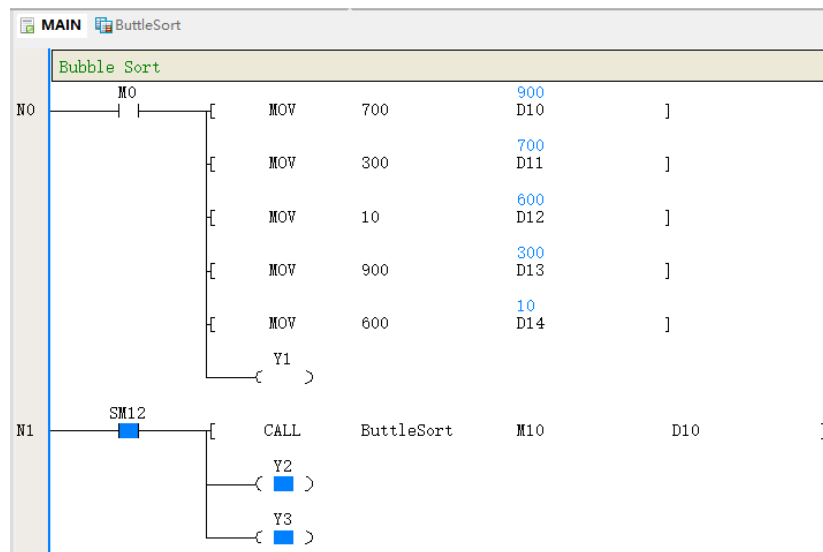 MAIN ButtleSort
Bubble Sort
M0 900
N0 [ MOV 700 D10 ]
700
[ MOV 300 D11 ]
600
[ MOV 10 D12 ]
300
[ MOV 900 D13 ]
10
[ MOV 600 D14 ]
Y1
( )
SM12
N1 [ CALL ButtleSort M10 D10 ]
Y2
( )
Y3
( )